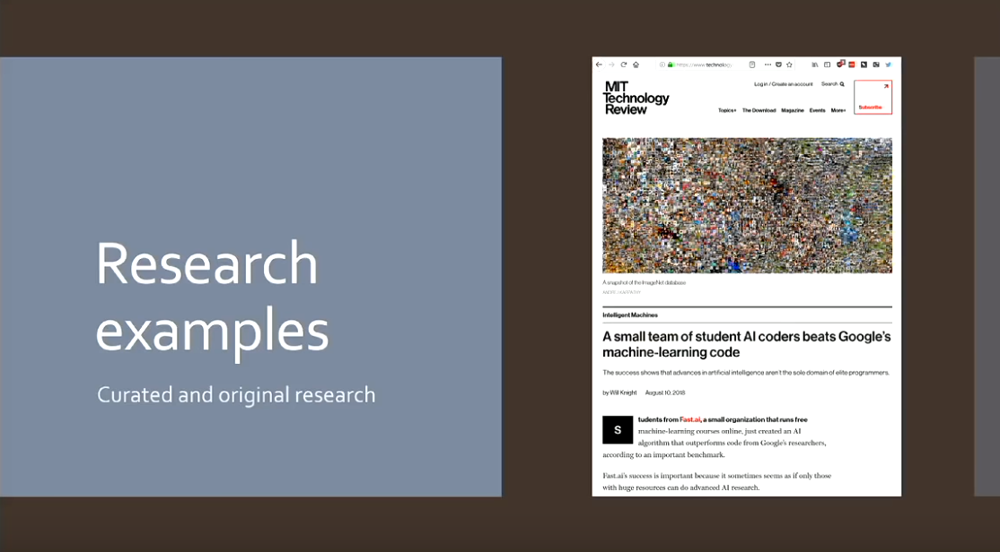 Research
examples
Curated and original research
https://www.technolog
MIT
Technology
Review
Log in / Create an account Search
Topics+ The Download Magazine Events More+
Subscribe
A snapshot of the ImageNet database
Intelligent Machines
A small team of student AI coders beats Google's
machine-learning code
The success shows that advances in artificial intelligence aren't the sole domain of elite programmers.
by Will Knight August 10, 2018
Students from Fast.ai, a small organization that runs free
machine-learning courses online, just created an AI
algorithm that outperforms code from Google's researchers,
according to an important benchmark.
Fast.ai's success is important because it sometimes seems as if only those
with huge resources can do advanced AI research.